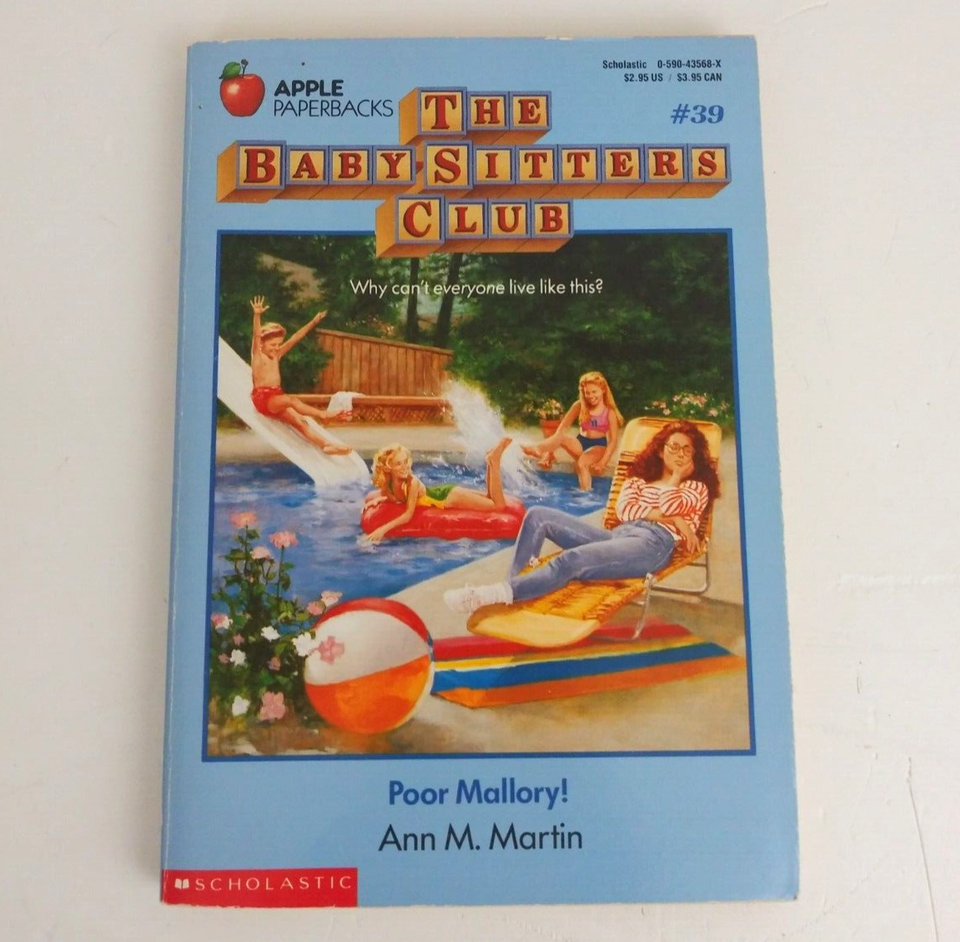 APPLE
PAPERBACKS
Scholastic 0-590-43568-X
$2.95 US / $3.95 CAN
#39
THE
BABY-SITTERS
CLUB
Why can't everyone live like this?
Poor Mallory!
Ann M. Martin
SCHOLASTIC